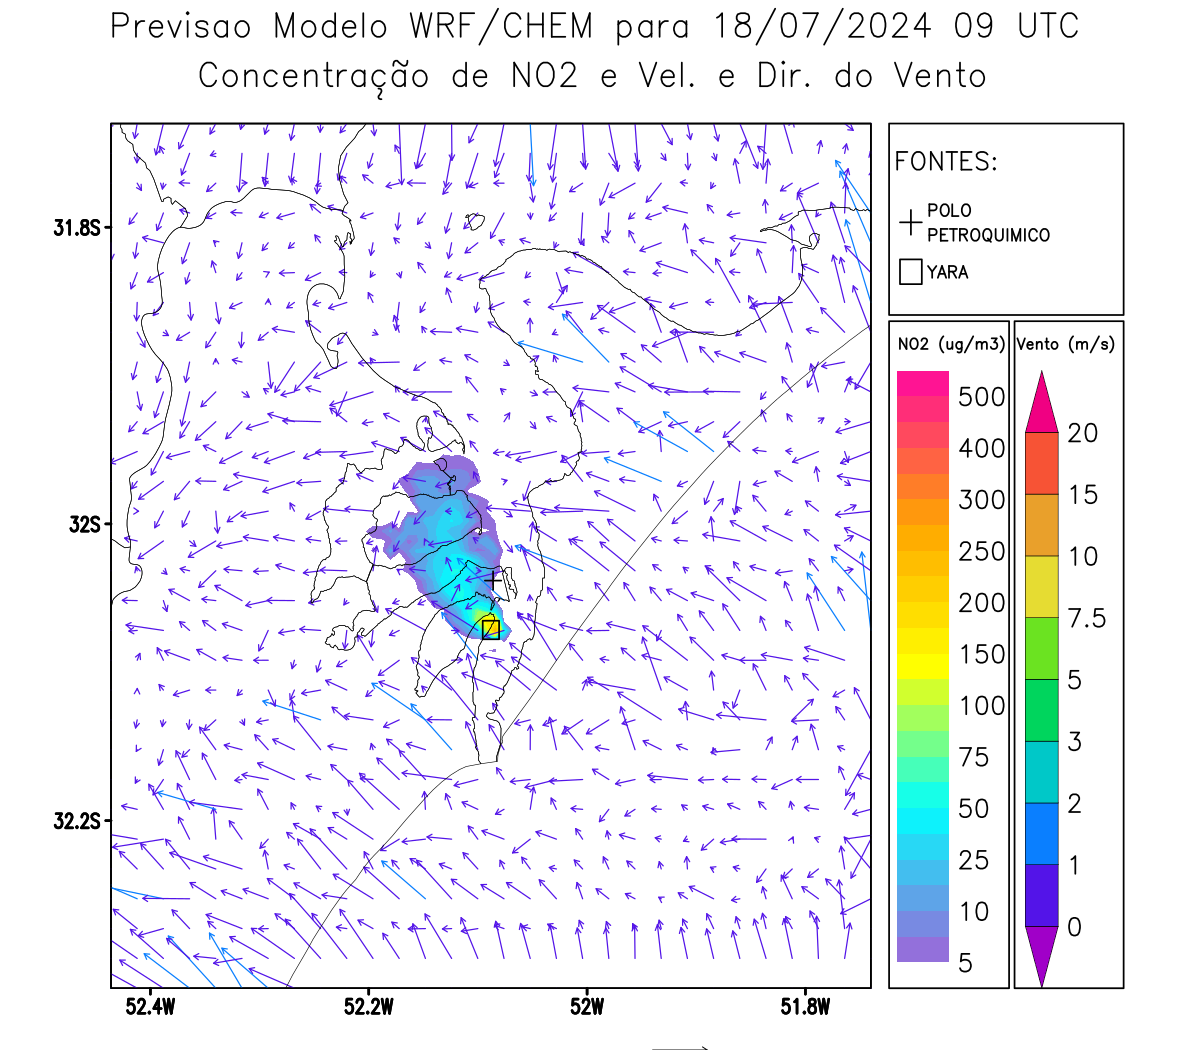 Previsao Modelo WRF/CHEM para 18/07/2024 09 UTC
Concentração de NO2 e Vel. e Dir. do Vento
FONTES:
POLO
PETROQUIMICO
YARA
NO2 (ug/m3)
500
400
300
250
200
150
100
75
50
25
10
5
Vento (m/s)
20
15
10
7.5
5
3
2
1
0
31.8S
32S
32.2S
52.4W
52.2W
52W
51.8W